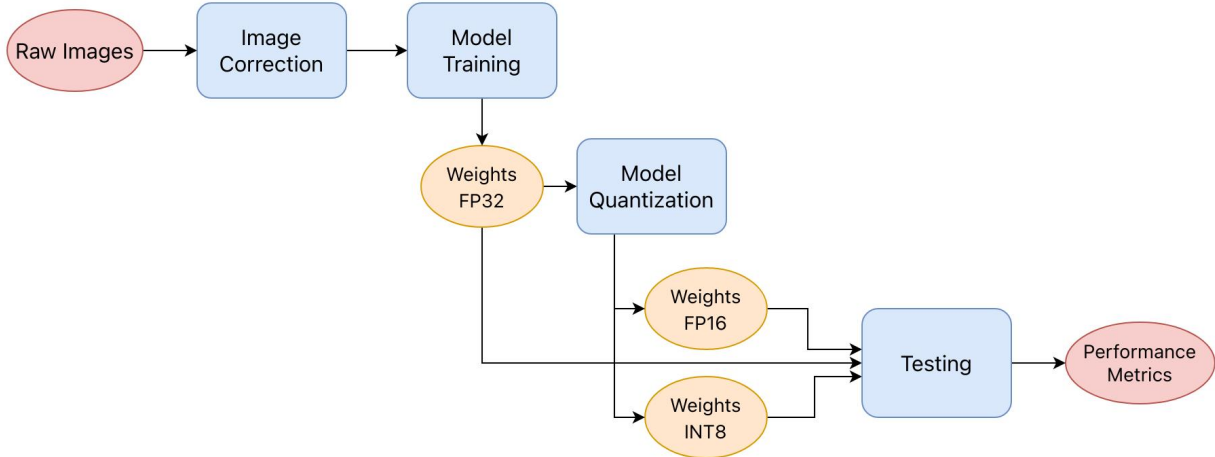 Raw Images
Image
Correction
Model
Training
Weights
FP32
Model
Quantization
Weights
FP16
Weights
INT8
Testing
Performance
Metrics